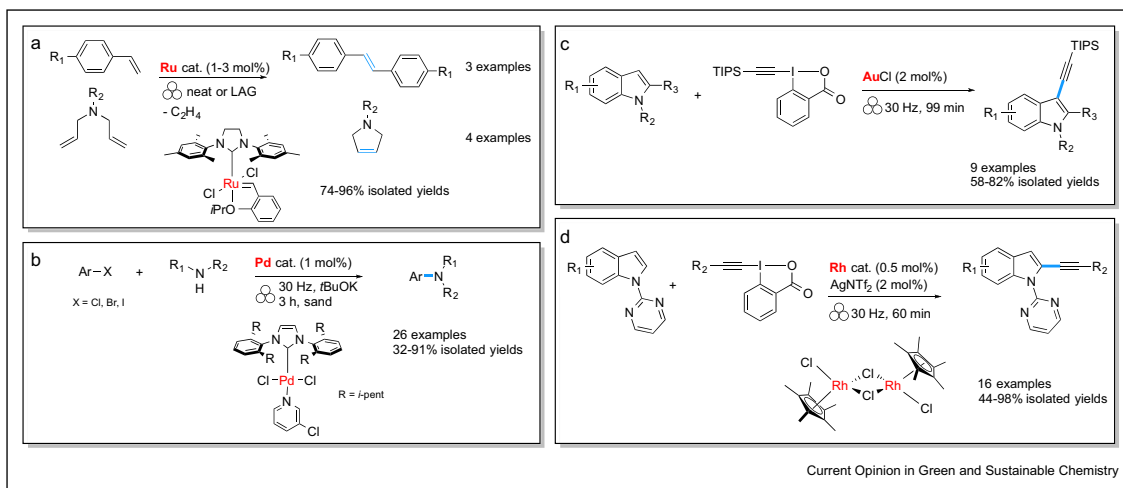 a
R1
R2
N
Ru cat. (1-3 mol%)
neat or LAG
- C2H4
R1
R1
3 examples
R2
N
4 examples
N
N
Cl
Ru
Cl
iPrO
74-96% isolated yields
b
Ar-X
+
R1
R2
N
H
X = Cl, Br, I
Pd cat. (1 mol%)
30 Hz, tBuOK
3 h, sand
Ar
N
R1
R2
26 examples
32-91% isolated yields
R
R
N
N
R
R
Cl
Pd
Cl
N
Cl
R = i-pent
c
R1
N
R2
R3
+
TIPS
I
O
O
AuCl (2 mol%)
30 Hz, 99 min
TIPS
R1
N
R2
R3
9 examples
58-82% isolated yields
d
R1
N
N
N
+
R2
I
O
O
Rh cat. (0.5 mol%)
AgNTf2 (2 mol%)
30 Hz, 60 min
R1
N
N
N
R2
Cl
Rh
Cl
Cl
Rh
Cl
16 examples
44-98% isolated yields
Current Opinion in Green and Sustainable Chemistry